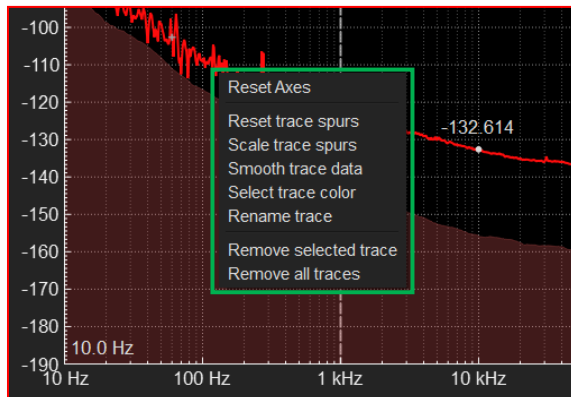 -100
-110
-120
-130
-140
-150
-160
-170
-180
-190
Reset Axes
Reset trace spurs
Scale trace spurs
Smooth trace data
Select trace color
Rename trace
Remove selected trace
Remove all traces
-132.614
10.0 Hz
10 Hz 100 Hz 1 kHz 10 kHz